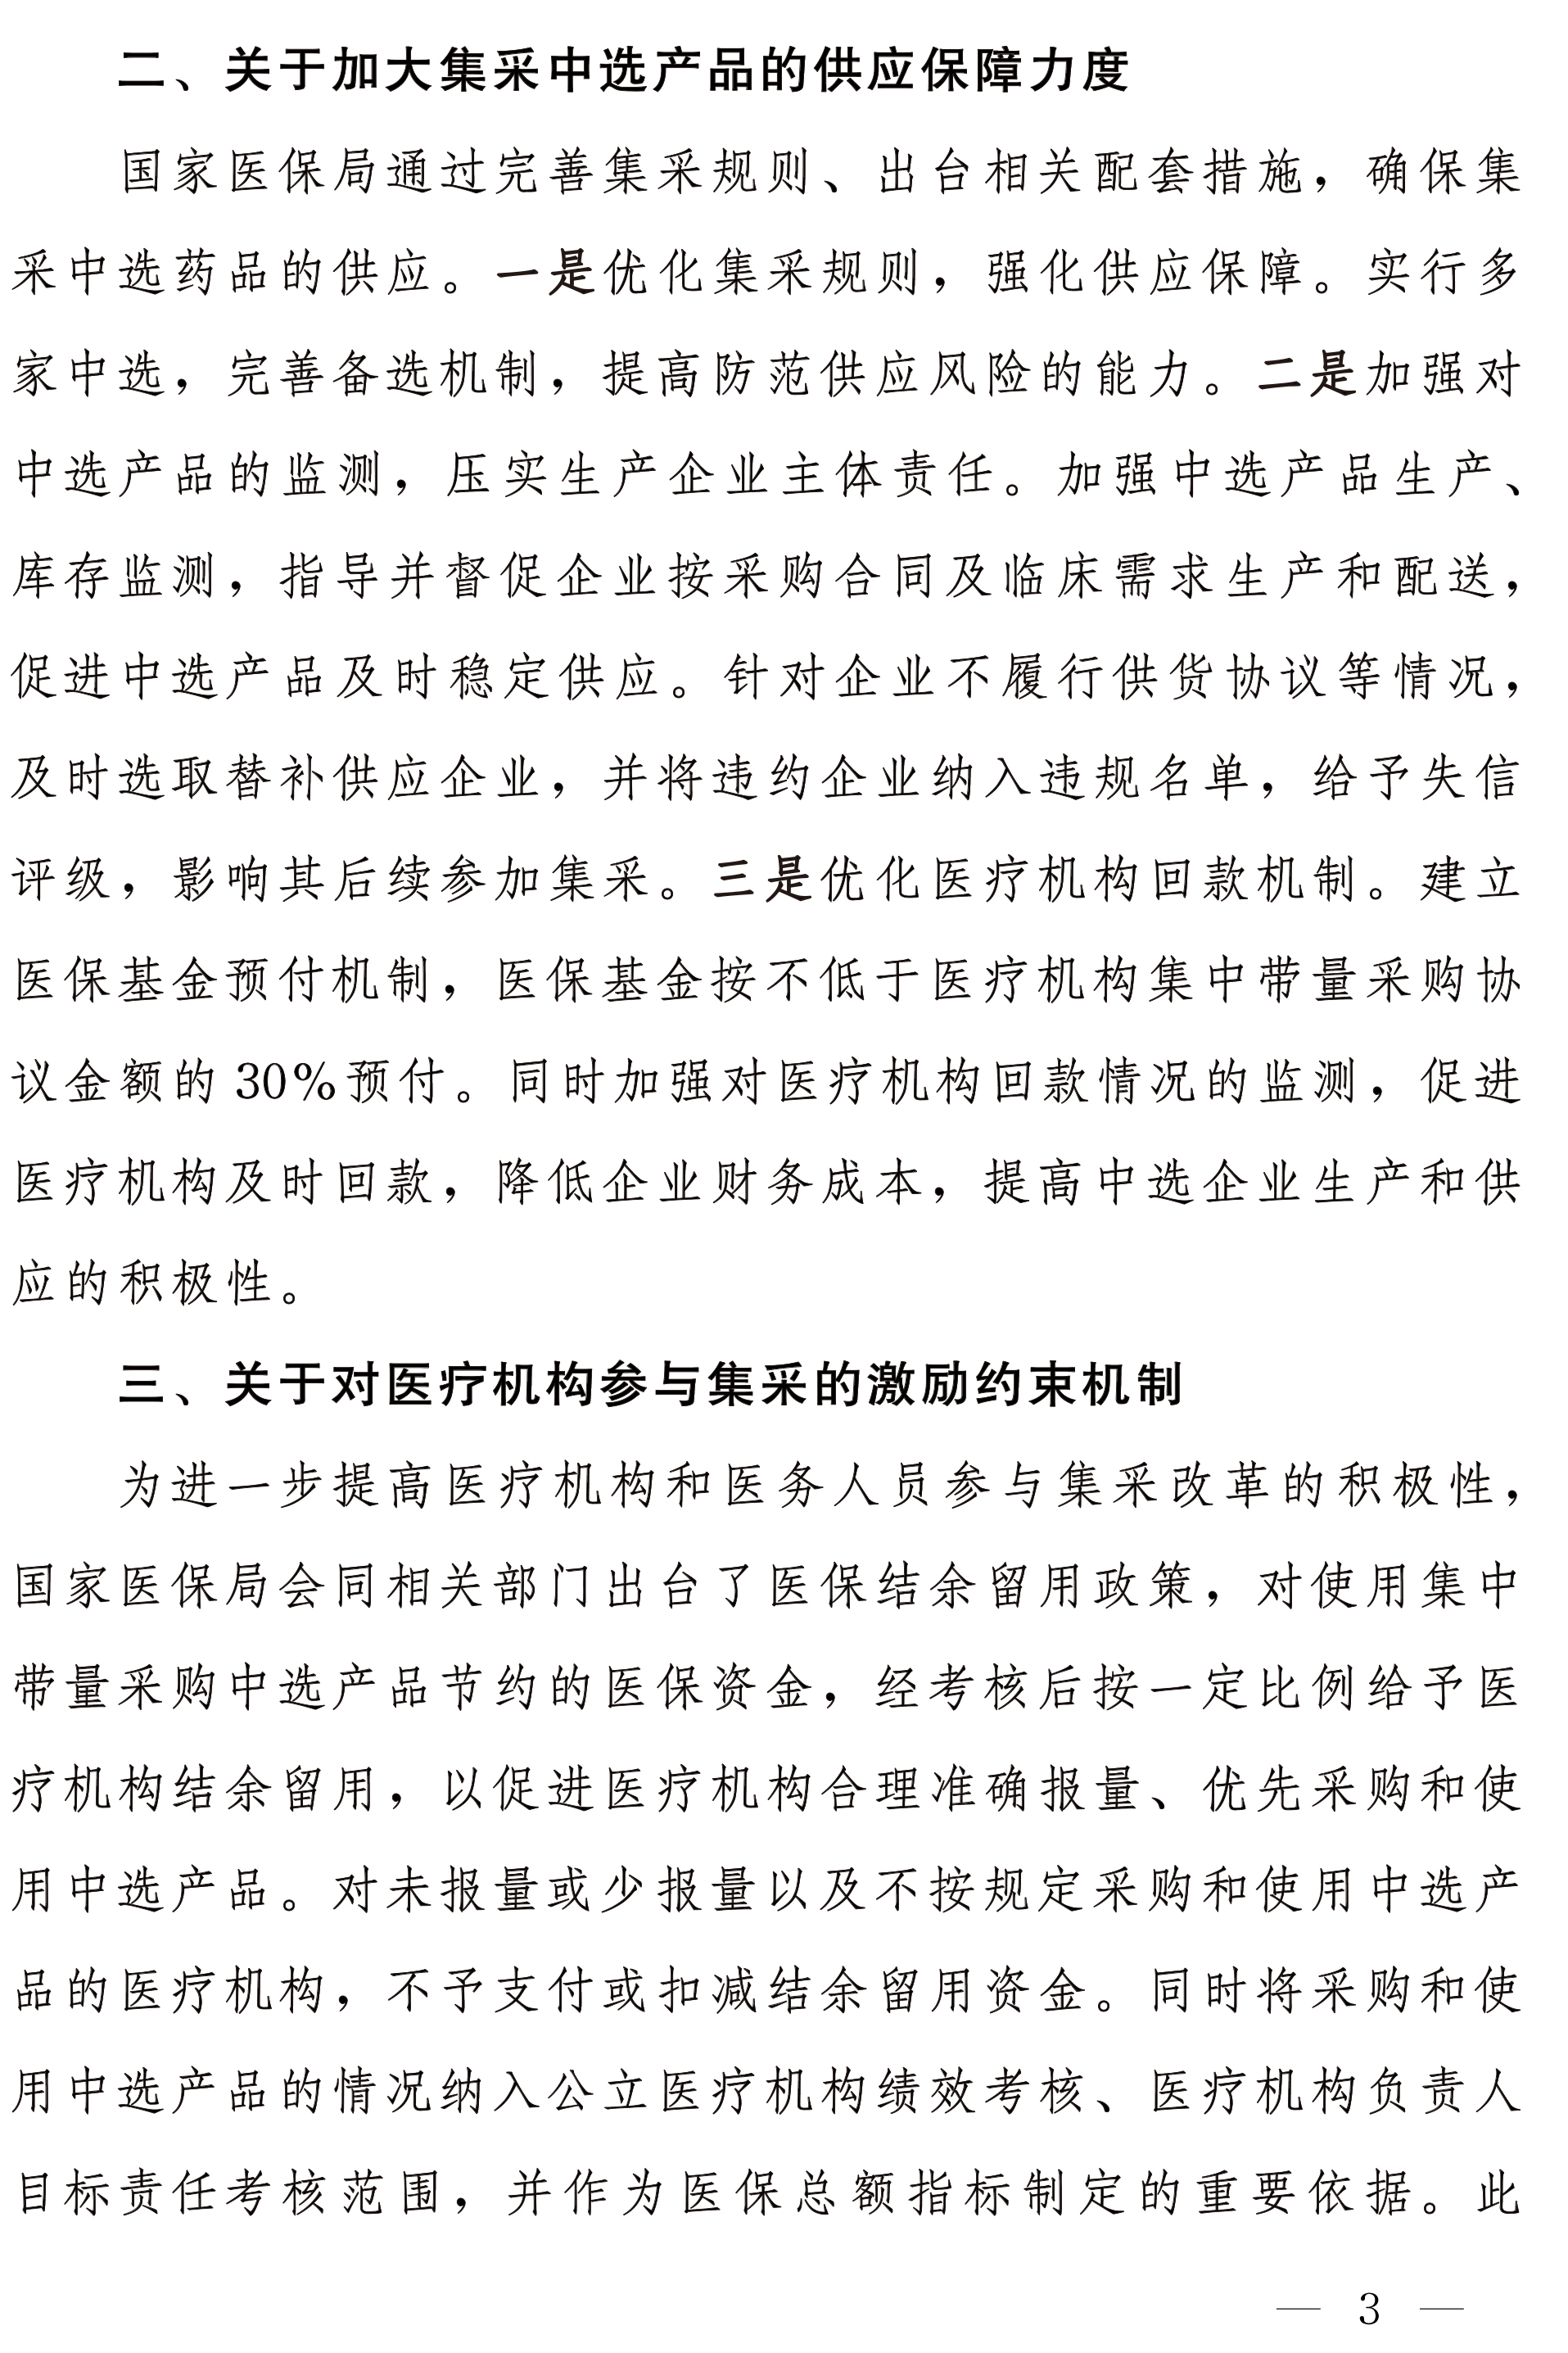 二、关于加大集采中选产品的供应保障力度
国家医保局通过完善集采规则、出台相关配套措施，确保集
采中选药品的供应。一是优化集采规则，强化供应保障。实行多
家中选，完善备选机制，提高防范供应风险的能力。二是加强对
中选产品的监测，压实生产企业主体责任。加强中选产品生产、
库存监测，指导并督促企业按采购合同及临床需求生产和配送，
促进中选产品及时稳定供应。针对企业不履行供货协议等情况，
及时选取替补供应企业，并将违约企业纳入违规名单，给予失信
评级，影响其后续参加集采。三是优化医疗机构回款机制。建立
医保基金预付机制，医保基金按不低于医疗机构集中带量采购协
议金额的 30%预付。同时加强对医疗机构回款情况的监测，促进
医疗机构及时回款，降低企业财务成本，提高中选企业生产和供
应的积极性。
三、关于对医疗机构参与集采的激励约束机制
为进一步提高医疗机构和医务人员参与集采改革的积极性，
国家医保局会同相关部门出台了医保结余留用政策，对使用集中
带量采购中选产品节约的医保资金，经考核后按一定比例给予医
疗机构结余留用，以促进医疗机构合理准确报量、优先采购和使
用中选产品。对未报量或少报量以及不按规定采购和使用中选产
品的医疗机构，不予支付或扣减结余留用资金。同时将采购和使
用中选产品的情况纳入公立医疗机构绩效考核、医疗机构负责人
目标责任考核范围，并作为医保总额指标制定的重要依据。此
— 3 —